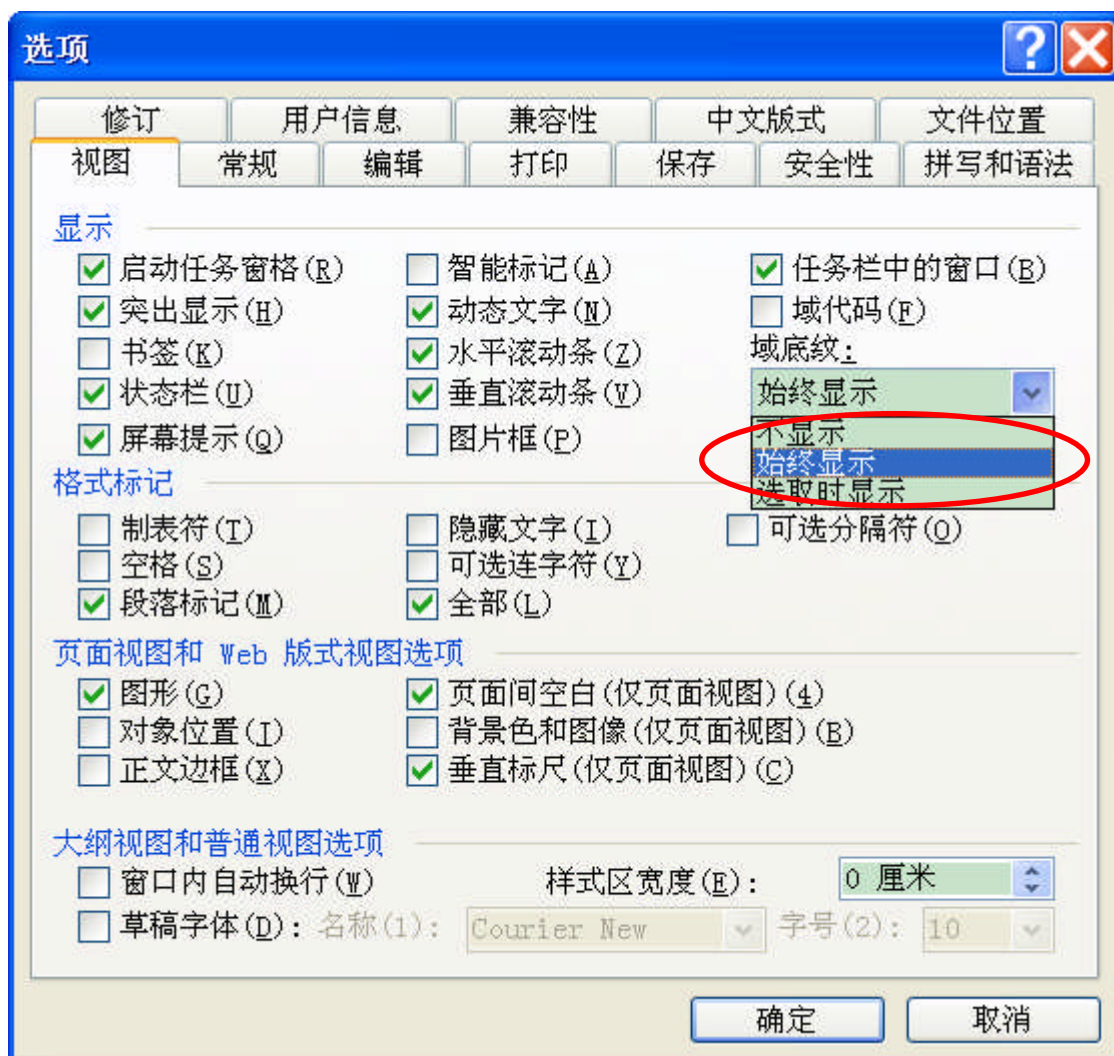 选项
修订 用户信息 兼容性 中文版式 文件位置
视图 常规 编辑 打印 保存 安全性 拼写和语法
显示
启动任务窗格(R) 智能标记(A) 任务栏中的窗口(B)
突出显示(H) 动态文字(N) 域代码(F)
书签(K) 水平滚动条(Z) 域底纹:
状态栏(U) 垂直滚动条(V) 始终显示
屏幕提示(Q) 图片框(P) 不显示
始终显示
格式标记 选取时显示
制表符(T) 隐藏文字(I) 可选分隔符(O)
空格(S) 可选连字符(Y)
段落标记(M) 全部(L)
页面视图和 Web 版式视图选项
图形(G) 页面间空白(仅页面视图)(4)
对象位置(J) 背景色和图像(仅页面视图)(B)
正文边框(X) 垂直标尺(仅页面视图)(C)
大纲视图和普通视图选项
窗口内自动换行(W) 样式区宽度(E): 0 厘米
草稿字体(D): 名称(1): Courier New 字号(2): 10
确定 取消